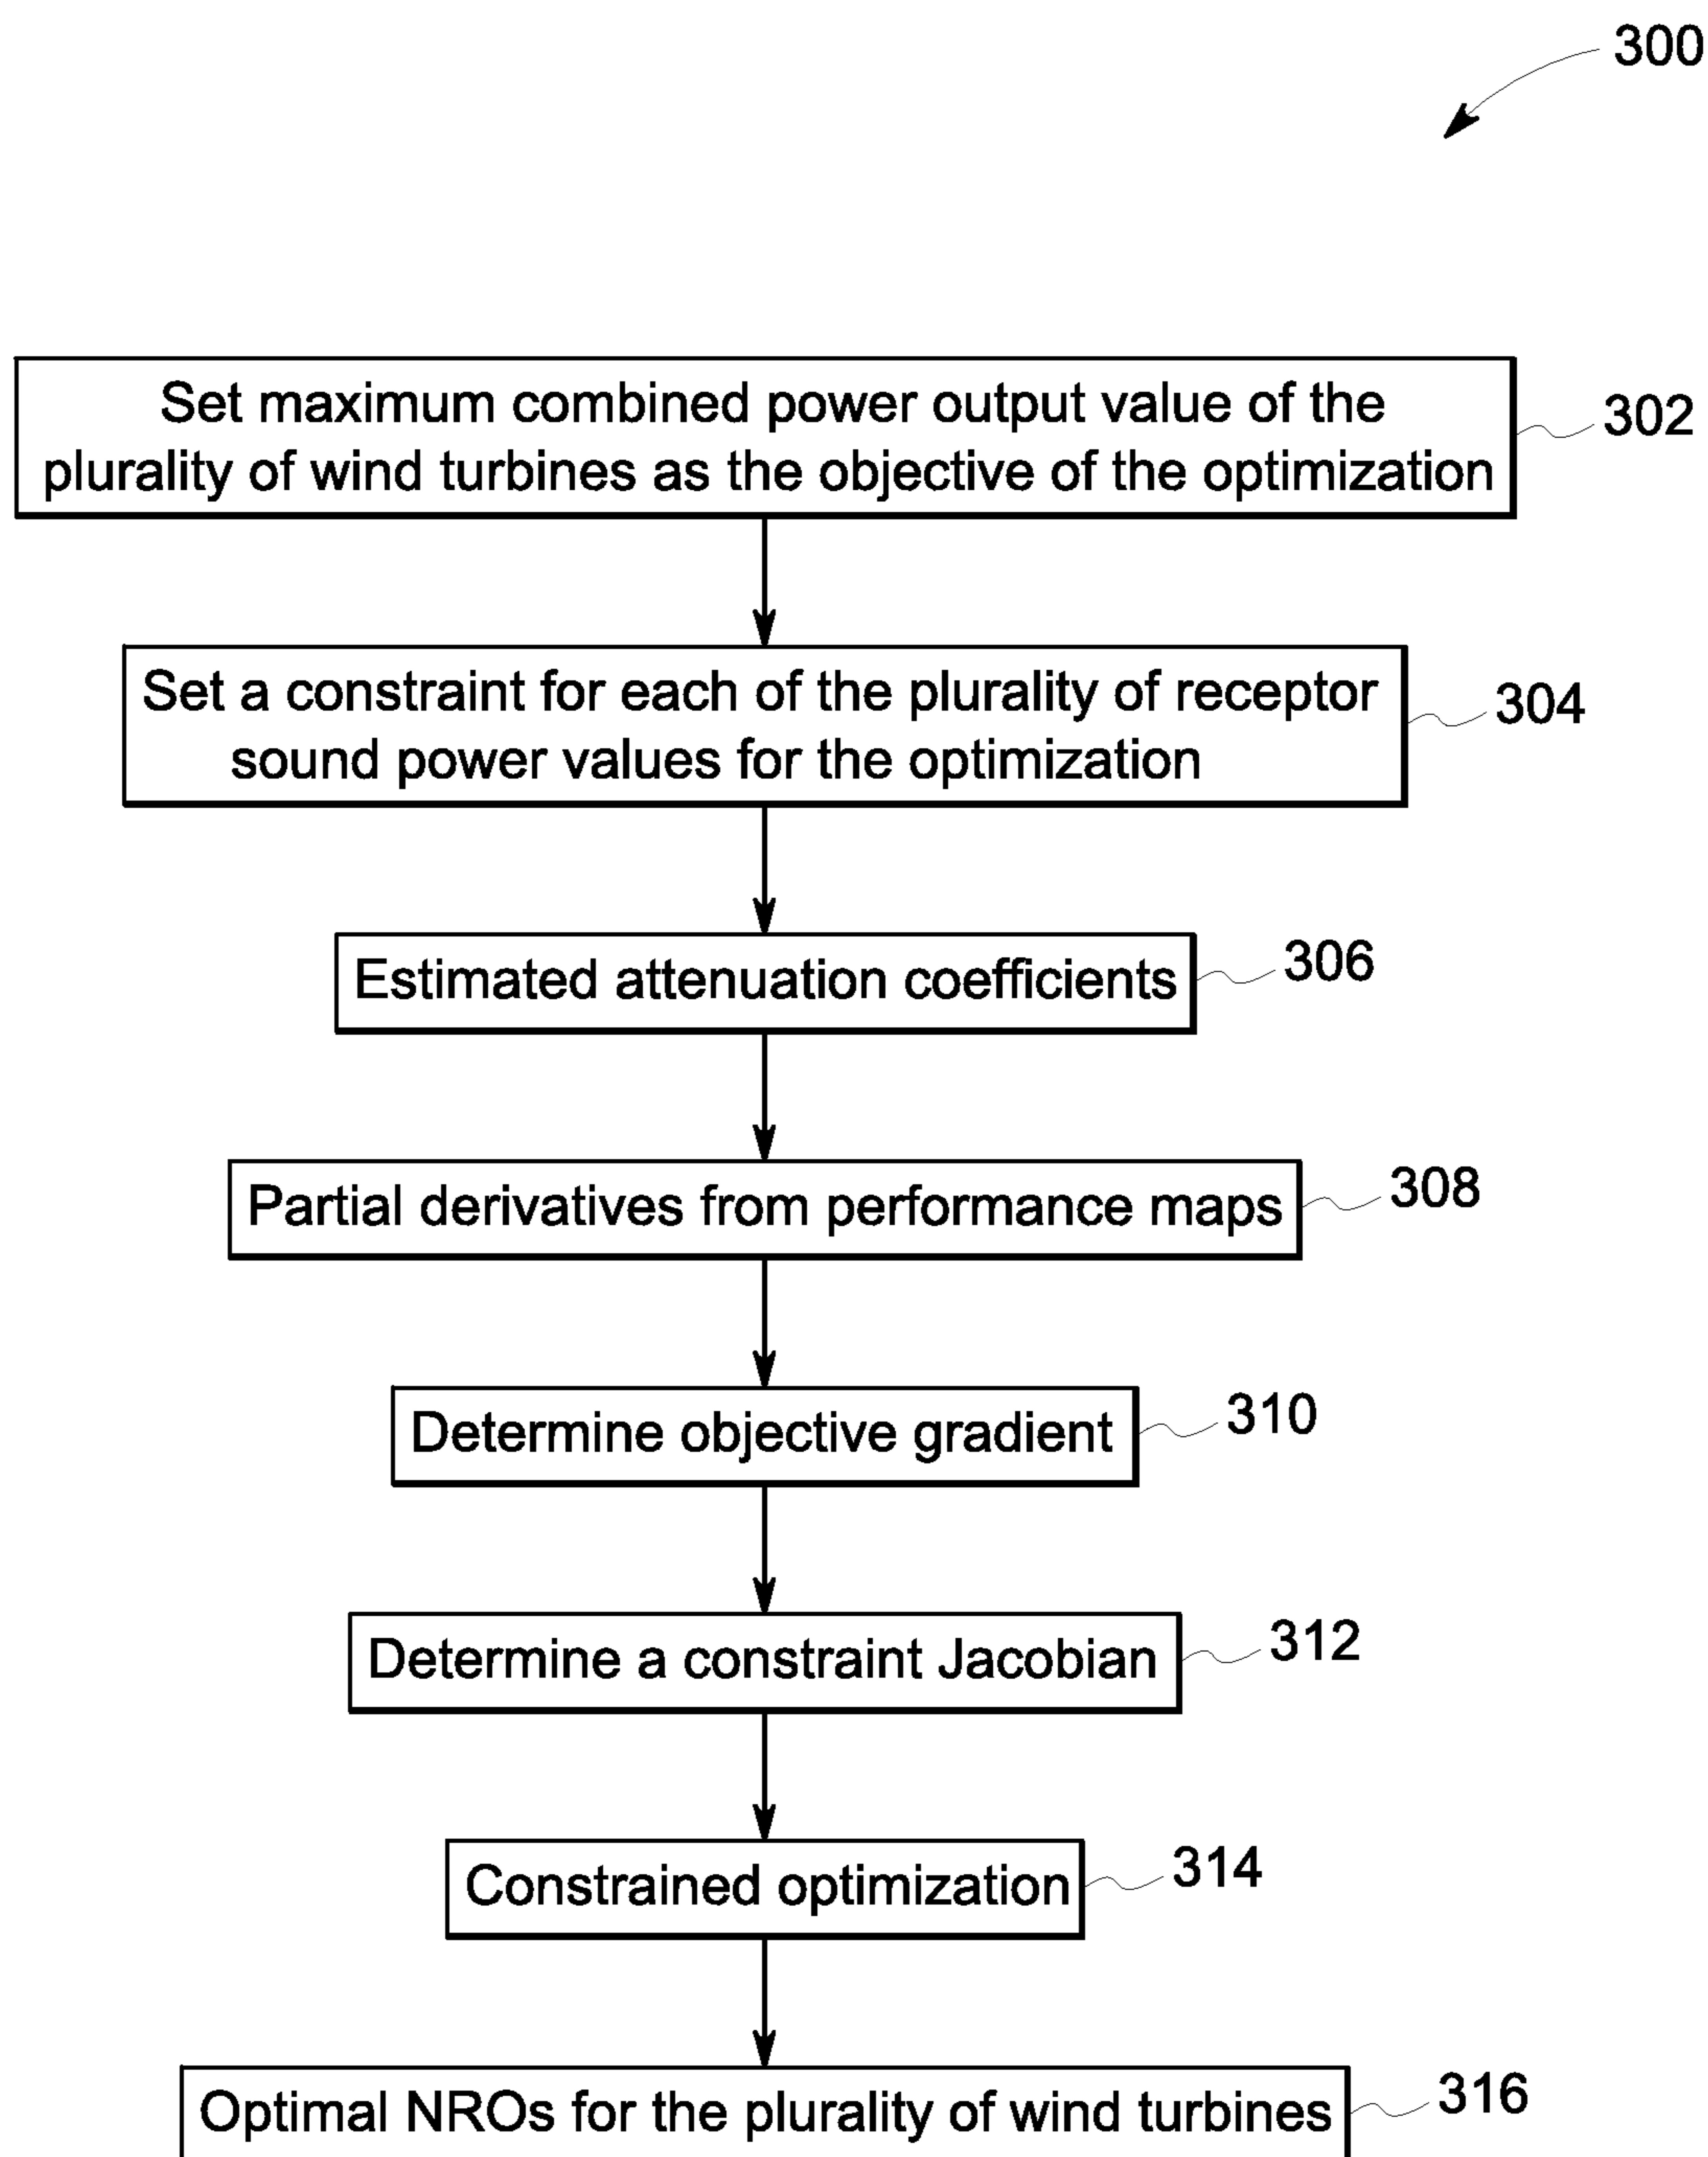 300
Set maximum combined power output value of the
plurality of wind turbines as the objective of the optimization
302
Set a constraint for each of the plurality of receptor
sound power values for the optimization
304
Estimated attenuation coefficients
306
Partial derivatives from performance maps
308
Determine objective gradient
310
Determine a constraint Jacobian
312
Constrained optimization
314
Optimal NROs for the plurality of wind turbines
316